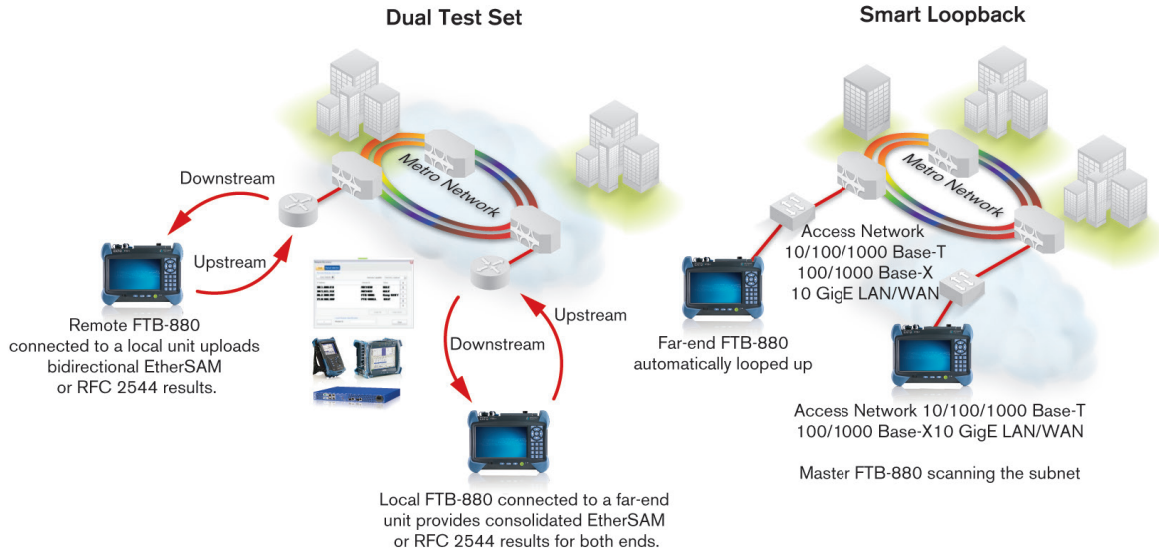 Dual Test Set
Smart Loopback
Metro Network
Downstream
Upstream
Remote FTB-880
connected to a local unit uploads
bidirectional EtherSAM
or RFC 2544 results.
Upstream
Downstream
Local FTB-880 connected to a far-end
unit provides consolidated EtherSAM
or RFC 2544 results for both ends.
Metro Network
Access Network
10/100/1000 Base-T
100/1000 Base-X
10 GigE LAN/WAN
Far-end FTB-880
automatically looped up
Access Network 10/100/1000 Base-T
100/1000 Base-X10 GigE LAN/WAN
Master FTB-880 scanning the subnet